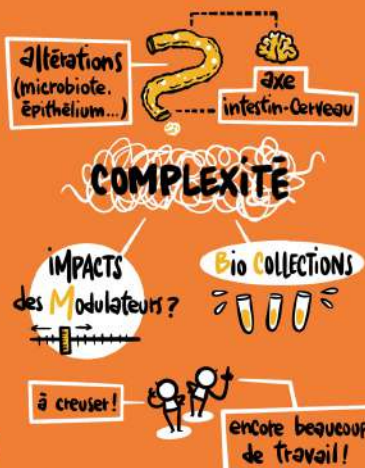 altérations
(microbiote,
épithélium...)
axe
intestin-Cerveau
COMPLEXITÉ
iMPACTS
des Modulateurs ?
Bio COLLECTIONS
à creuser !
encore beaucoup
de travail !